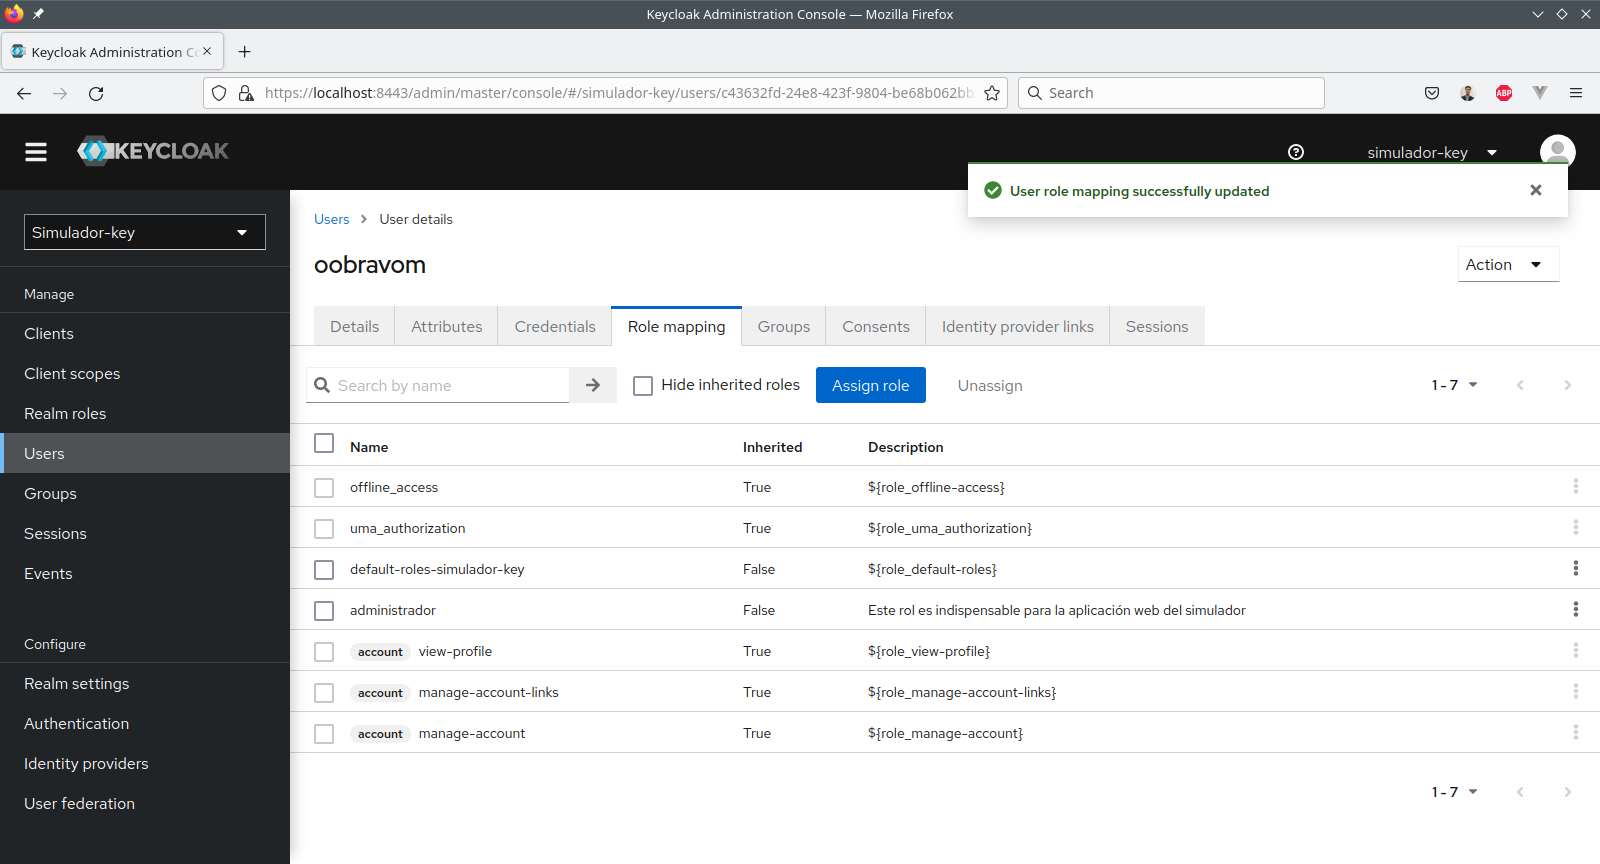 Keycloak Administration Console — Mozilla Firefox
Keycloak Administration Co
https://localhost:8443/admin/master/console/#/simulador-key/users/c43632fd-24e8-423f-9804-be68b062bb
Search
ABP
KEYCLOAK
simulador-key
User role mapping successfully updated
Simulador-key
Manage
Clients
Client scopes
Realm roles
Users
Groups
Sessions
Events
Configure
Realm settings
Authentication
Identity providers
User federation
Users > User details
oobravom
Action
Details Attributes Credentials Role mapping Groups Consents Identity provider links Sessions
Search by name Hide inherited roles Assign role Unassign 1 - 7
Name Inherited Description
offline_access True ${role_offline-access}
uma_authorization True ${role_uma_authorization}
default-roles-simulador-key False ${role_default-roles}
administrador False Este rol es indispensable para la aplicación web del simulador
account view-profile True ${role_view-profile}
account manage-account-links True ${role_manage-account-links}
account manage-account True ${role_manage-account}
1 - 7